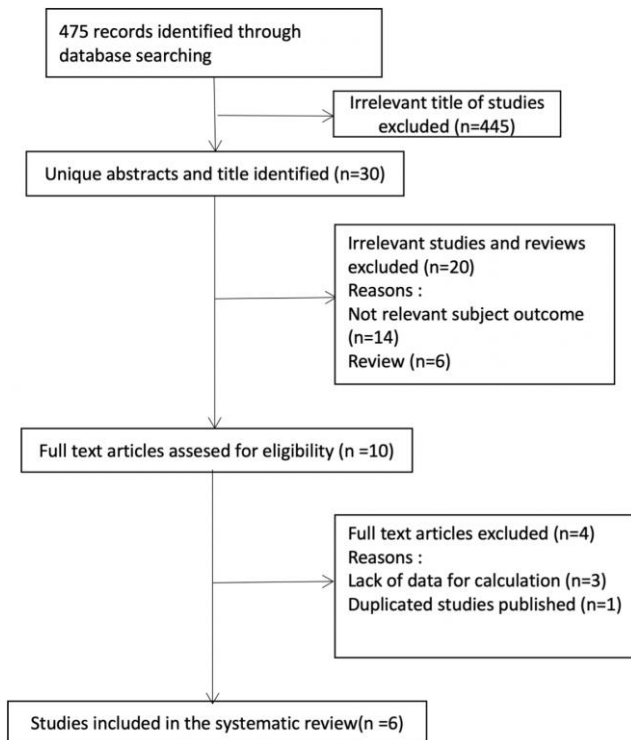 475 records identified through
database searching
Irrelevant title of studies
excluded (n=445)
Unique abstracts and title identified (n=30)
Irrelevant studies and reviews
excluded (n=20)
Reasons :
Not relevant subject outcome
(n=14)
Review (n=6)
Full text articles assesed for eligibility (n =10)
Full text articles excluded (n=4)
Reasons :
Lack of data for calculation (n=3)
Duplicated studies published (n=1)
Studies included in the systematic review(n =6)